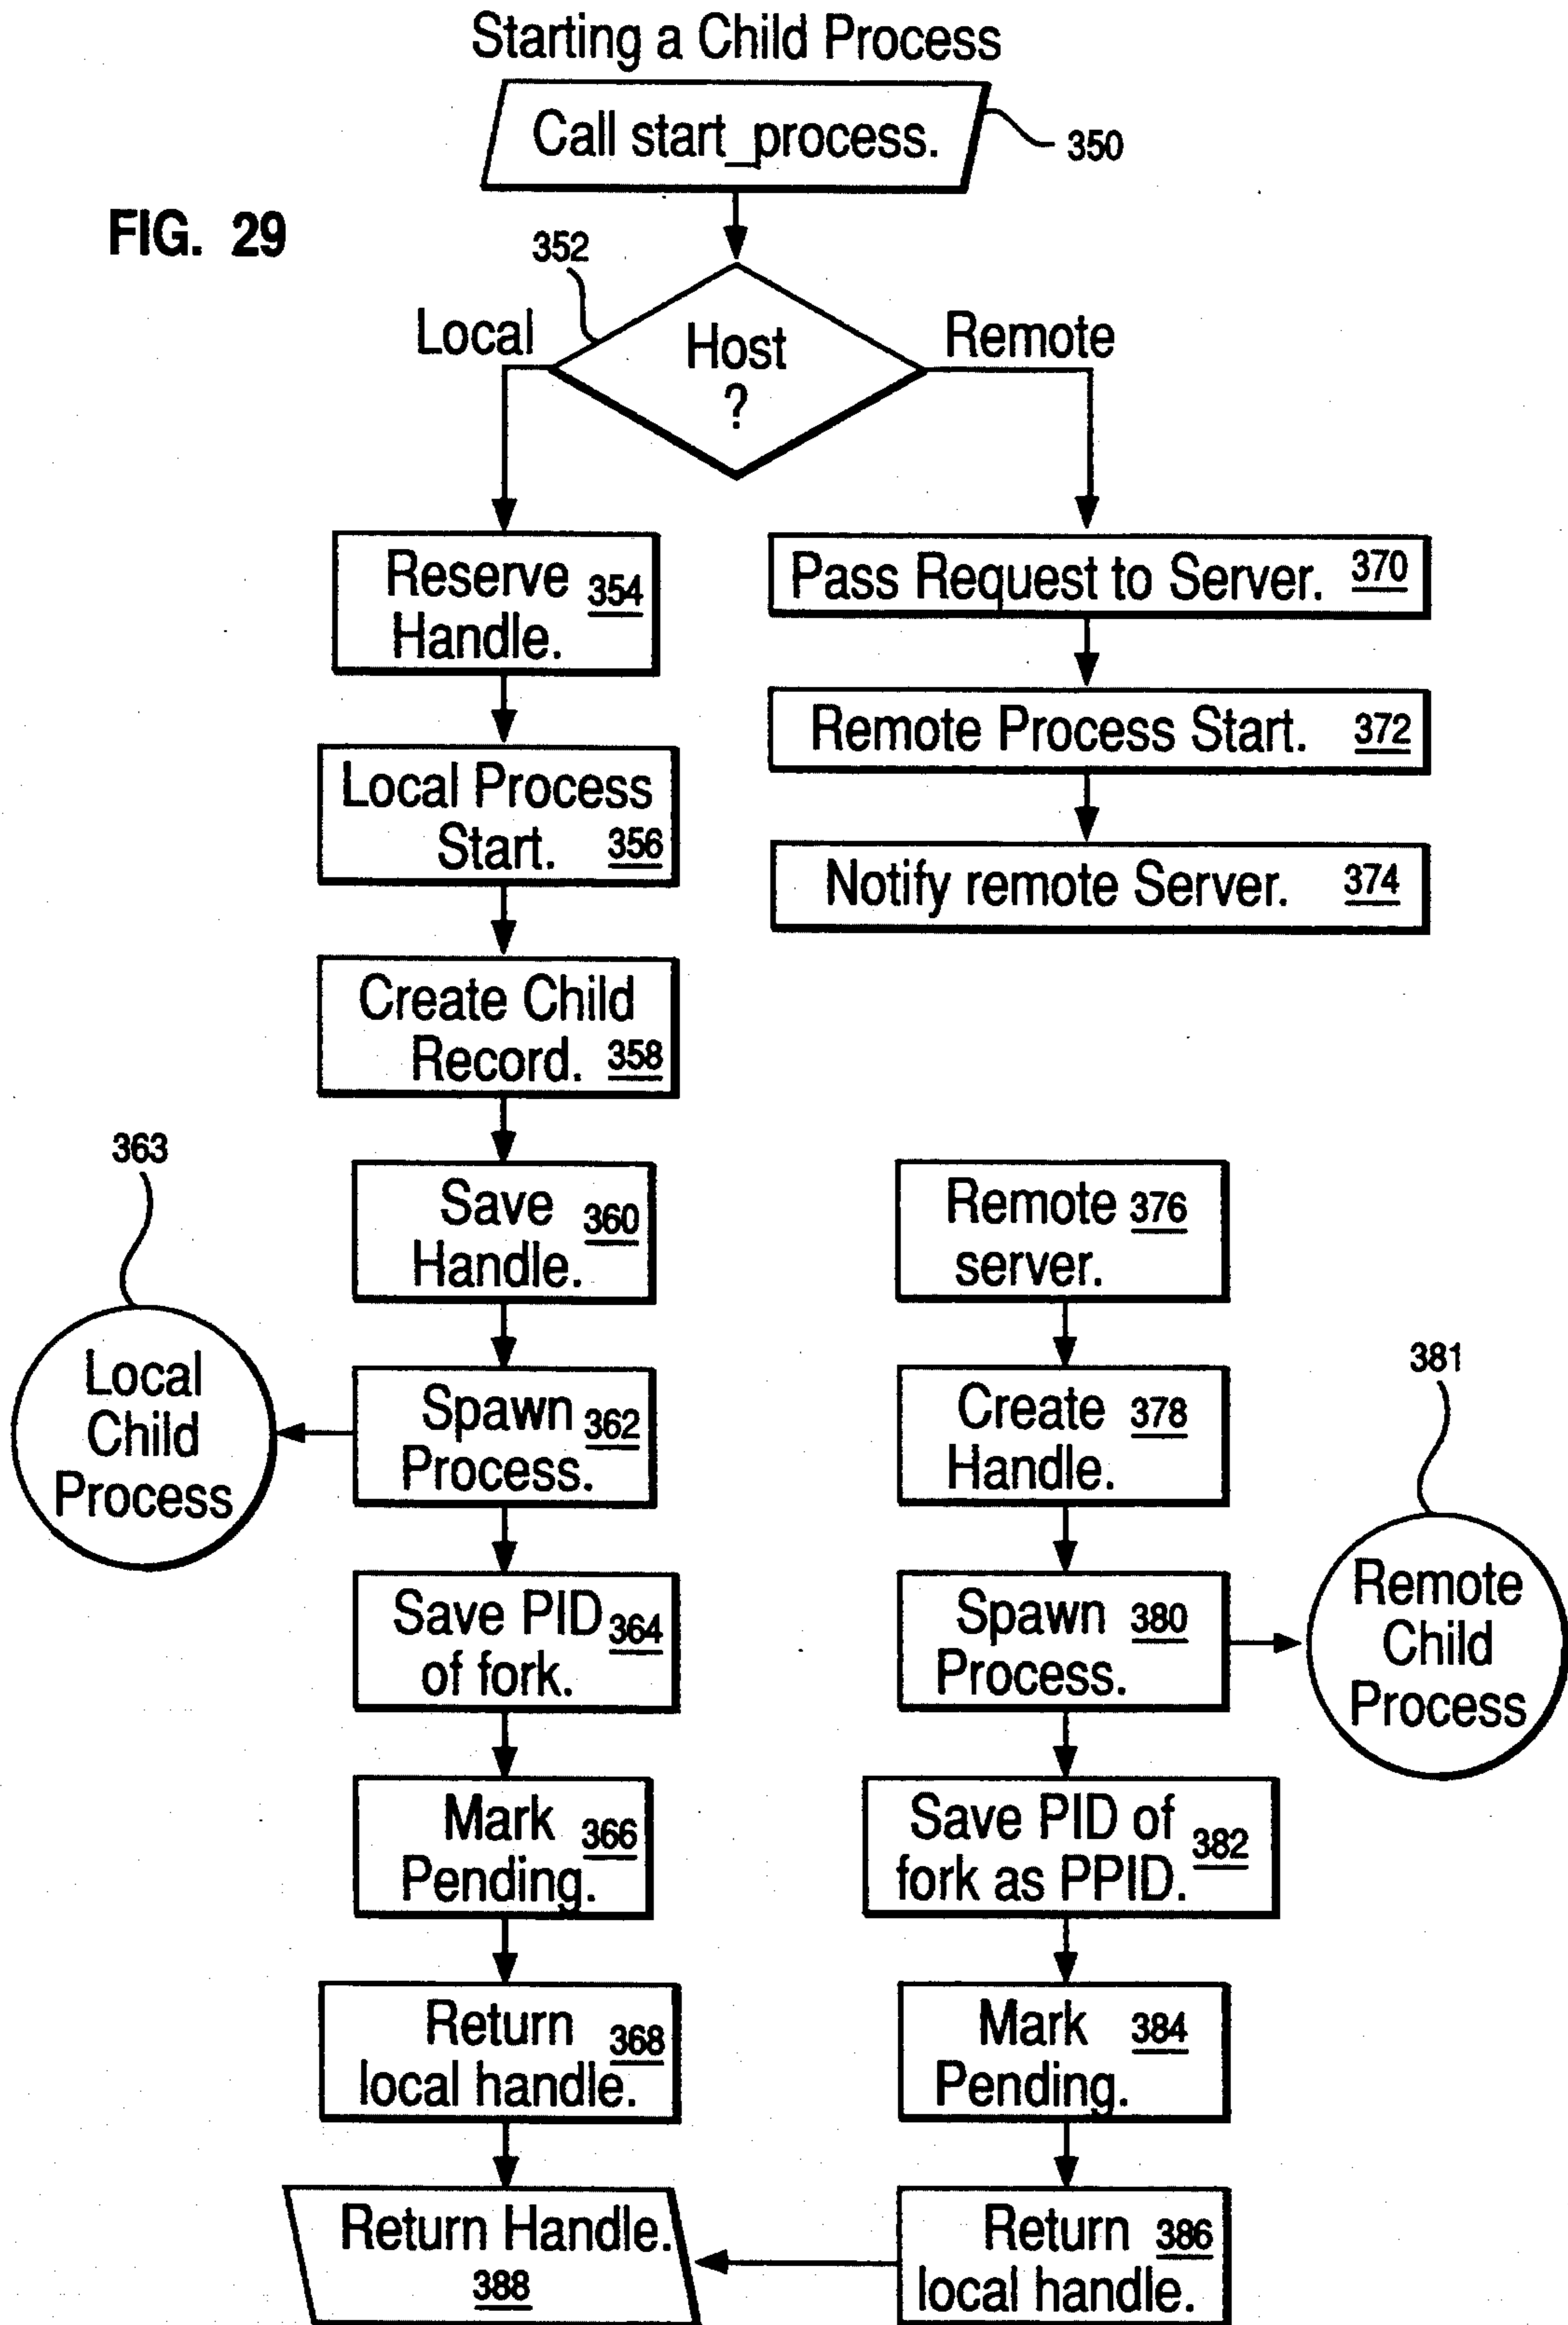 Starting a Child Process
Call start_process.
350
FIG. 29
352
Local
Host
?
Remote
Reserve
Handle.
354
Local Process
Start. 356
Create Child
Record. 358
Save
Handle.
360
363
Local
Child
Process
Spawn
Process.
362
Save PID
of fork.
364
Mark
Pending.
366
Return
local handle.
368
Pass Request to Server. 370
Remote Process Start. 372
Notify remote Server. 374
Remote
server.
376
Create
Handle.
378
381
Spawn
Process.
380
Remote
Child
Process
Save PID of
fork as PPID.
382
Mark
Pending.
384
Return
local handle.
386
Return Handle.
388